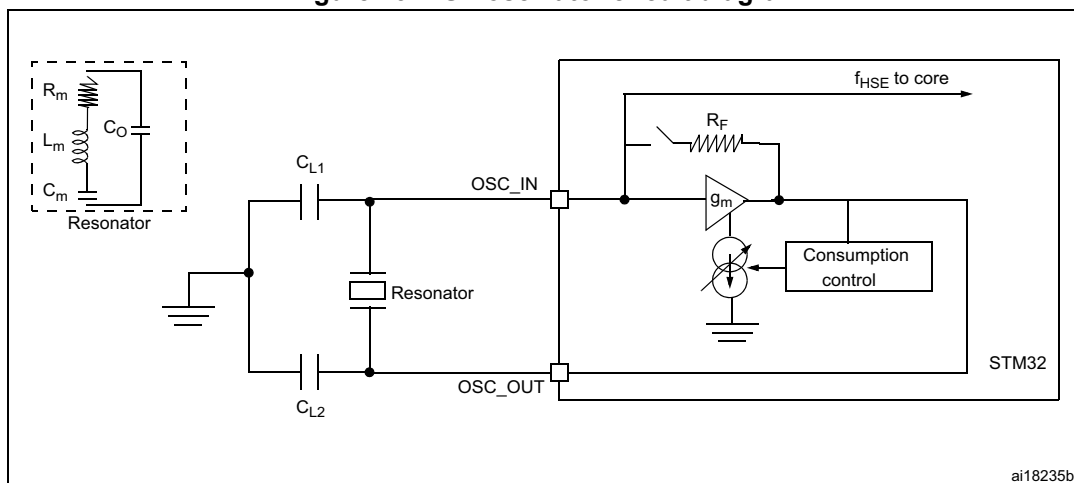 fHSE to core
Rm
RF
Lm
CO
CL1
Cm
OSC_IN
gm
Resonator
Consumption
control
Resonator
STM32
OSC_OUT
CL2
ai18235b